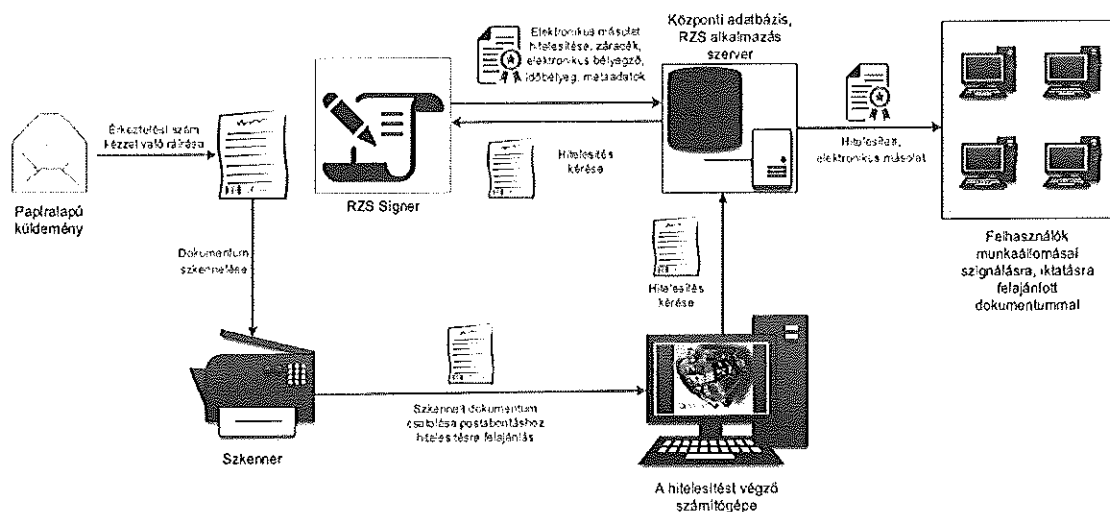 Papíralapú
küldemény
Érkeztetési szám
kézzel való ráírása
Dokumentum
szkennelése
Szkenner
RZS Signer
Elektronikus másolat
hitelesítése, záradék,
elektronikus bélyegző,
időbélyeg, metaadatok
Hitelesítés
kérése
Központi adatbázis,
RZS alkalmazás
szerver
Hitelesített,
elektronikus másolat
Felhasználók
munkaállomásai
szignálásra, iktatásra
felajánlott
dokumentummal
Hitelesítés
kérése
Szkennelt dokumentum
csatolása postabontáshoz
hitelesítésre felajánlás
A hitelesítést végző
számítógépe